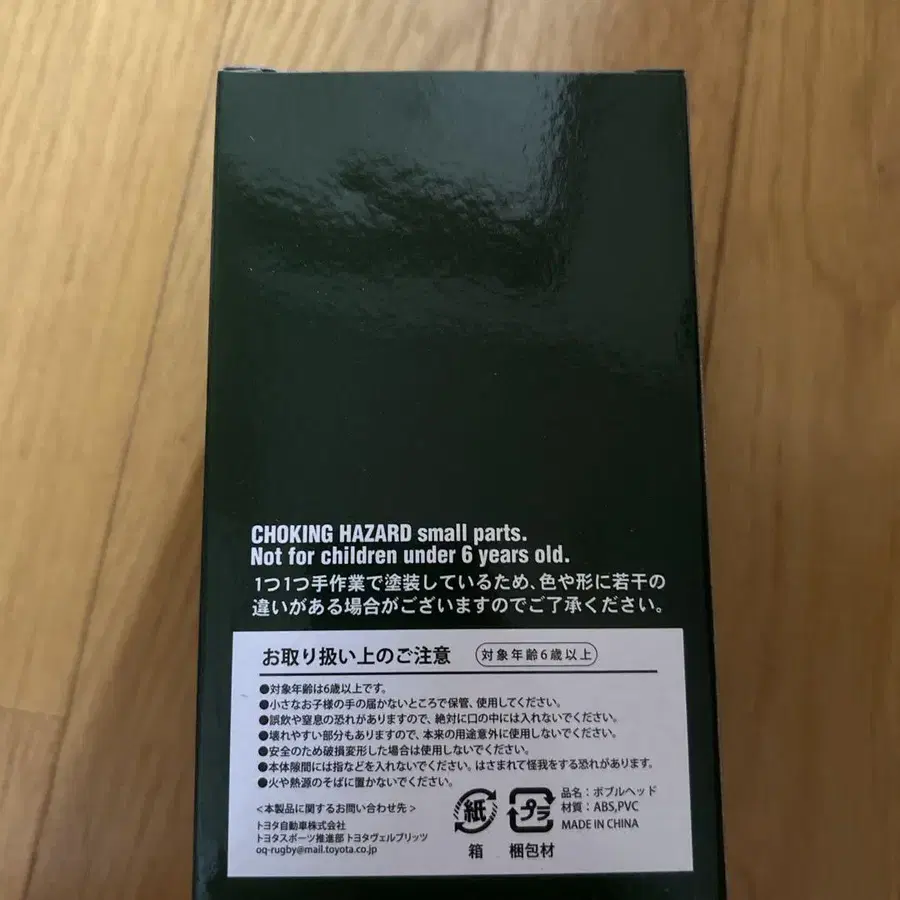 CHOKING HAZARD small parts.
Not for children under 6 years old.
1つ1つ手作業で塗装しているため、色や形に若干の
違いがある場合がございますのでご了承ください。
お取り扱い上のご注意 対象年齢6歳以上
●対象年齢は6歳以上です。
●小さなお子様の手の届かないところで保管、使用してください。
●誤飲や窒息の恐れがありますので、絶対に口の中には入れないでください。
●壊れやすい部分もありますので、本来の用途意外に使用しないでください。
●安全のため破損変形した場合は使用しないでください。
●本体隙間には指などを入れないでください。はさまれて怪我をする恐れがあります。
●火や熱源のそばに置かないでください。
<本製品に関するお問い合わせ先>
トヨタ自動車株式会社
トヨタスポーツ推進部 トヨタヴェルブリッツ
oq-rugby@mail.toyota.co.jp
紙
箱
プラ
梱包材
品名:ボブルヘッド
材質:ABS,PVC
MADE IN CHINA